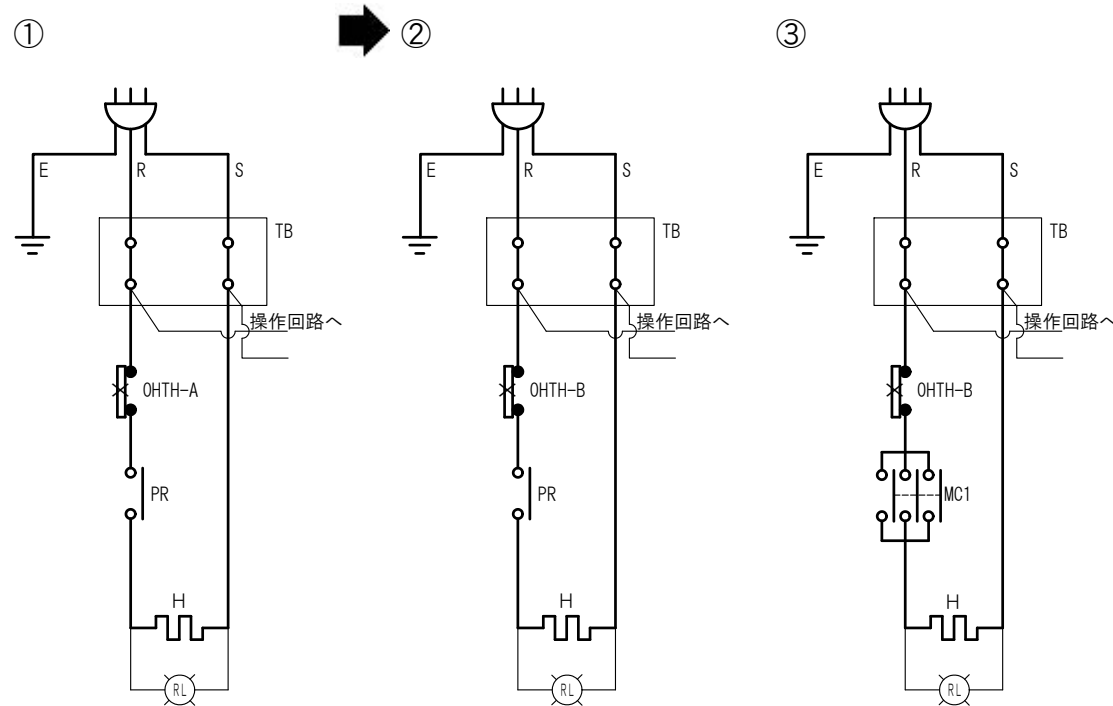 ① ② ③
E R S E R S E R S
TB TB TB
操作回路へ 操作回路へ 操作回路へ
OHTH-A OHTH-B OHTH-B
PR PR MC1
H H H
RL RL RL